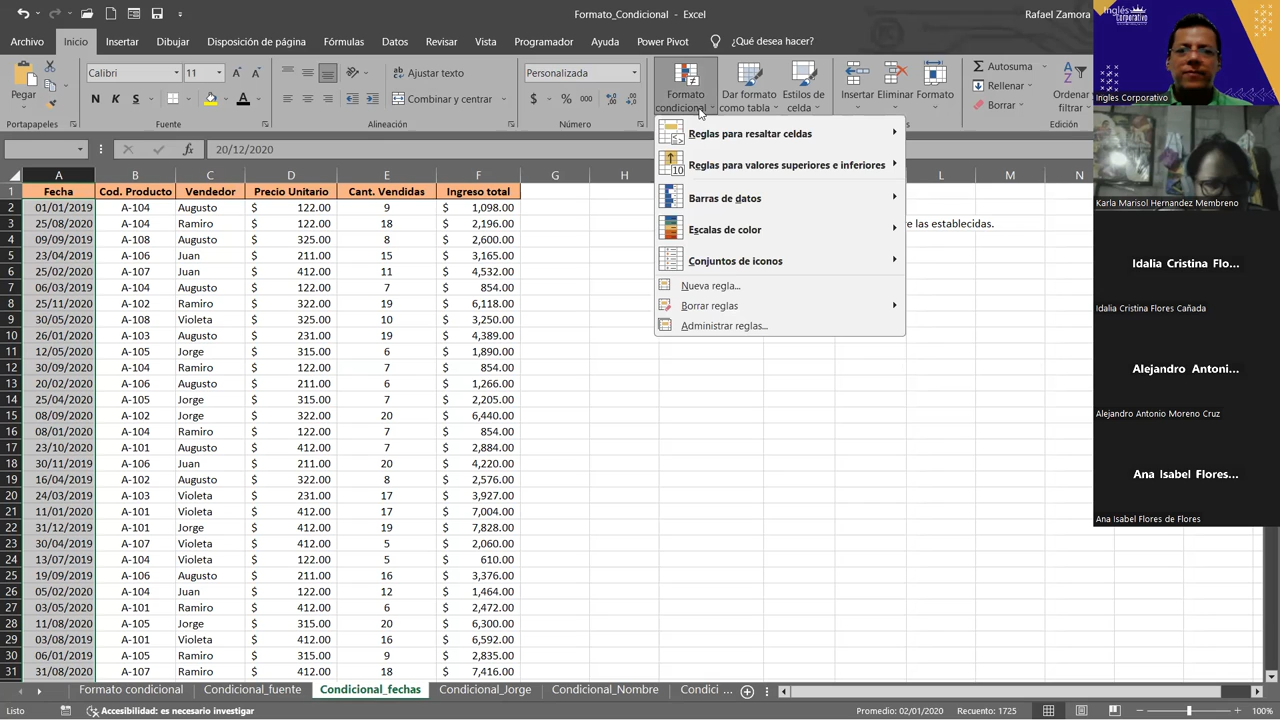 Formato_Condicional - Excel
Rafael Zamora
Archivo Inicio Insertar Dibujar Disposición de página Fórmulas Datos Revisar Vista Programador Ayuda Power Pivot ¿Qué desea hacer?
Pegar
Calibri 11
Ajustar texto
Combinar y centrar
Personalizada
$ % 000
N K S
Formato condicional
Dar formato como tabla
Estilos de celda
Insertar Eliminar Formato
Autosuma
Rellenar
Borrar
Ordenar filtrar
Portapapeles Fuente Alineación Número Edición
20/12/2020
Reglas para resaltar celdas
Reglas para valores superiores e inferiores
Barras de datos
Escalas de color
Conjuntos de iconos
Nueva regla...
Borrar reglas
Administrar reglas...
A B C D E F G H L M N
1 Fecha Cod. Producto Vendedor Precio Unitario Cant. Vendidas Ingreso total
2 01/01/2019 A-104 Augusto $ 122.00 9 $ 1,098.00
3 25/08/2019 A-104 Ramiro $ 122.00 18 $ 2,196.00 e las establecidas.
4 09/09/2019 A-108 Augusto $ 325.00 8 $ 2,600.00
5 23/04/2019 A-106 Juan $ 211.00 15 $ 3,165.00
6 25/02/2020 A-107 Juan $ 412.00 11 $ 4,532.00
7 06/03/2019 A-104 Augusto $ 122.00 7 $ 854.00
8 25/11/2020 A-102 Ramiro $ 322.00 19 $ 6,118.00
9 30/05/2020 A-108 Violeta $ 325.00 10 $ 3,250.00
10 26/01/2020 A-103 Augusto $ 231.00 19 $ 4,389.00
11 12/05/2020 A-105 Jorge $ 315.00 6 $ 1,890.00
12 30/09/2020 A-104 Ramiro $ 122.00 7 $ 854.00
13 20/02/2020 A-106 Augusto $ 211.00 6 $ 1,266.00
14 25/04/2020 A-105 Jorge $ 315.00 7 $ 2,205.00
15 08/09/2020 A-102 Jorge $ 322.00 20 $ 6,440.00
16 08/01/2020 A-104 Ramiro $ 122.00 7 $ 854.00
17 23/10/2020 A-101 Augusto $ 412.00 7 $ 2,884.00
18 30/11/2019 A-106 Juan $ 211.00 20 $ 4,220.00
19 16/04/2019 A-102 Augusto $ 322.00 8 $ 2,576.00
20 24/03/2019 A-103 Violeta $ 231.00 17 $ 3,927.00
21 11/01/2020 A-101 Violeta $ 412.00 17 $ 7,004.00
22 31/12/2019 A-101 Jorge $ 412.00 19 $ 7,828.00
23 30/04/2019 A-107 Violeta $ 412.00 5 $ 2,060.00
24 13/07/2019 A-104 Violeta $ 122.00 5 $ 610.00
25 19/09/2019 A-106 Augusto $ 211.00 16 $ 3,376.00
26 05/02/2020 A-104 Juan $ 122.00 12 $ 1,464.00
27 03/05/2019 A-101 Ramiro $ 412.00 6 $ 2,472.00
28 11/08/2020 A-105 Jorge $ 315.00 20 $ 6,300.00
29 03/08/2019 A-101 Violeta $ 412.00 16 $ 6,592.00
30 06/01/2019 A-105 Ramiro $ 315.00 9 $ 2,835.00
31 31/08/2020 A-107 Ramiro $ 412.00 18 $ 7,416.00
Formato condicional Condicional_fuente Condicional_fechas Condicional_Jorge Condicional_Nombre Condici ...
Listo Accesibilidad: es necesario investigar Promedio: 02/01/2020 Recuento: 1725 100%
Inglés Corporativo
Ingles Corporativo
Karla Marisol Hernandez Membreno
Idalia Cristina Flo...
Idalia Cristina Flores Cañada
Alejandro Antoni...
Alejandro Antonio Moreno Cruz
Ana Isabel Flores...
Ana Isabel Flores de Flores